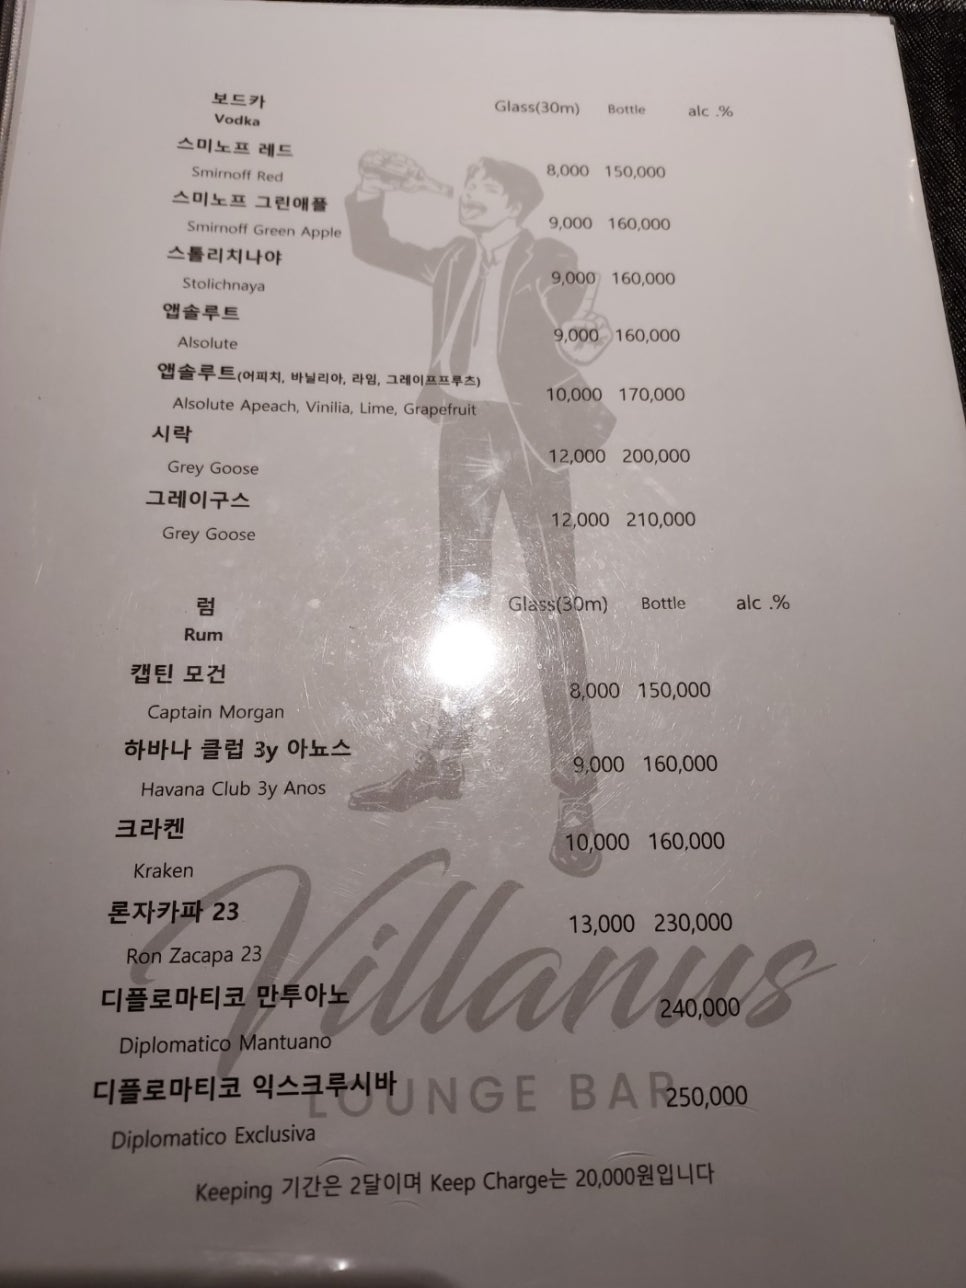 보드카 Glass(30m) Bottle alc .%
Vodka
스미노프 레드
Smirnoff Red 8,000 150,000
스미노프 그린애플
Smirnoff Green Apple 9,000 160,000
스톨리치나야
Stolichnaya 9,000 160,000
앱솔루트
Alsolute 9,000 160,000
앱솔루트(어피치, 바닐리아, 라임, 그레이프프루츠)
Alsolute Apeach, Vinilia, Lime, Grapefruit 10,000 170,000
시락
Grey Goose 12,000 200,000
그레이구스
Grey Goose 12,000 210,000
럼 Glass(30m) Bottle alc .%
Rum
캡틴 모건
Captain Morgan 8,000 150,000
하바나 클럽 3y 아뇨스
Havana Club 3y Anos 9,000 160,000
크라켄
Kraken 10,000 160,000
론자카파 23
Ron Zacapa 23 13,000 230,000
Villanus
디플로마티코 만투아노
Diplomatico Mantuano 240,000
디플로마티코 익스크루시바
LOUNGE BAR
Diplomatico Exclusiva 250,000
Keeping 기간은 2달이며 Keep Charge는 20,000원입니다